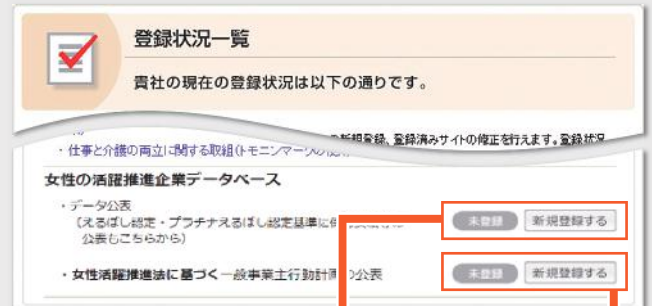 登録状況一覧
貴社の現在の登録状況は以下の通りです。
新規登録、登録済みサイトの修正を行えます。登録状況
・仕事と介護の両立に関する取組(トモニンマークの
女性の活躍推進企業データベース
・データ公表
(えるぼし認定・プラチナえるぼし認定基準に
公表もこちらから)
未登録 新規登録する
・女性活躍推進法に基づく一般事業主行動計画の公表
未登録 新規登録する